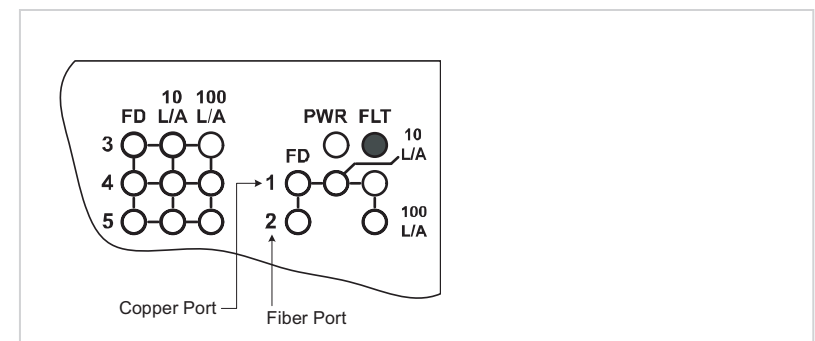 10 100
FD L/A L/A
3
4
5
PWR FLT
10
L/A
FD
1
2
100
L/A
Copper Port
Fiber Port